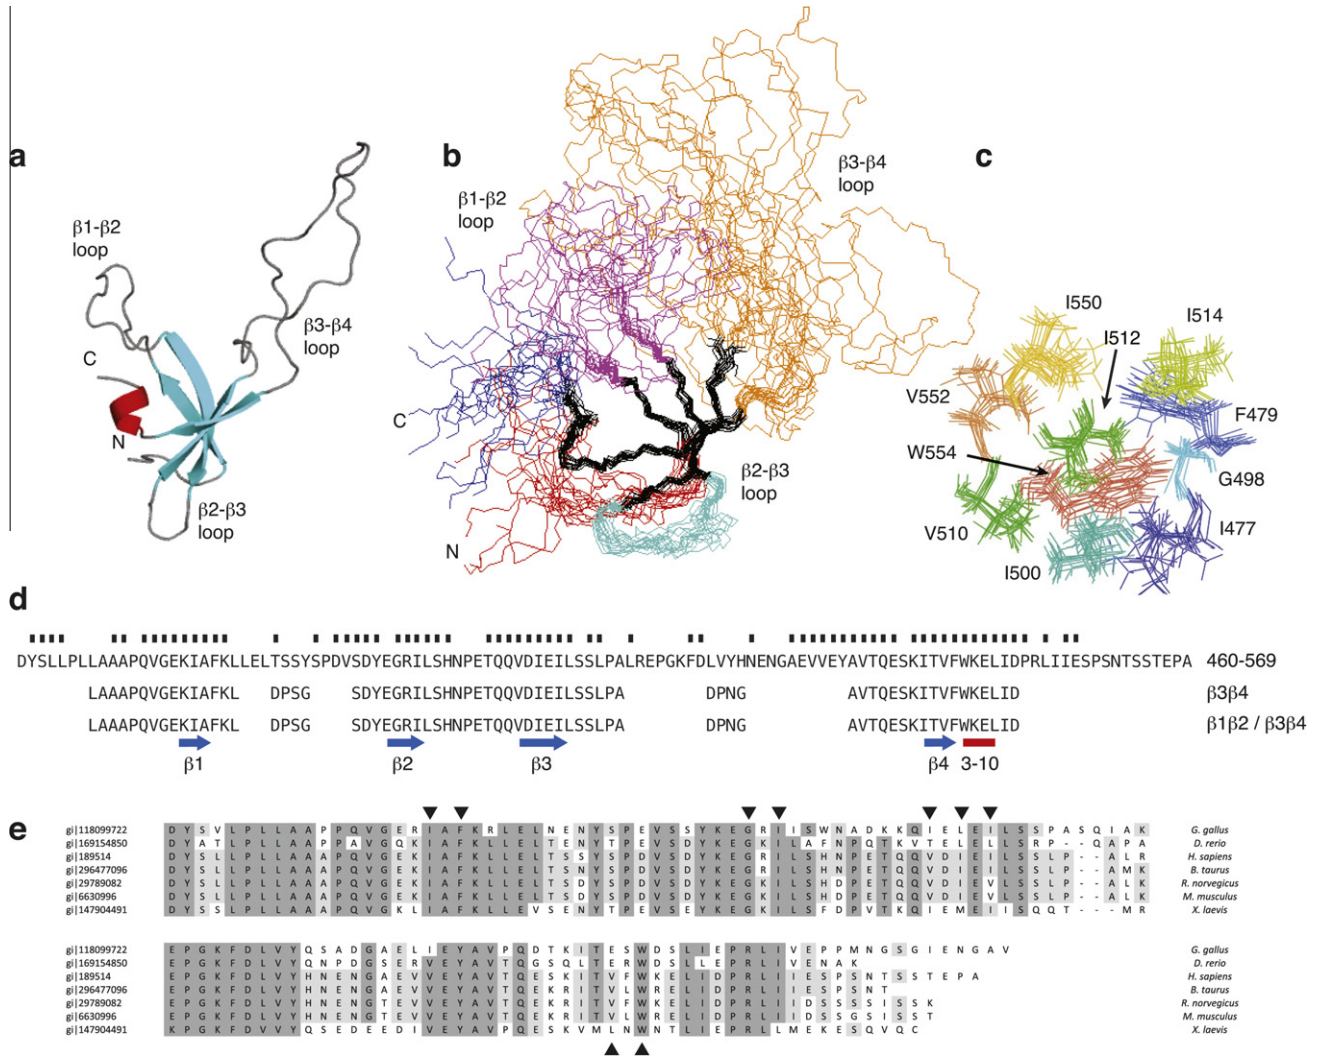 a
β1-β2
loop
C
N
β2-β3
loop
β3-β4
loop
b
β1-β2
loop
β3-β4
loop
C
N
β2-β3
loop
c
I550
I512
I514
V552
F479
W554
G498
V510
I477
I500
d
DYSLLPLLAAAPQVGEKIAFKLLELTSSYSPDVSDYEGRILSHNPETQQVDIEILSSLPALREPGKFDLVYHNENGAEVVEYAVTQESKITVFWKELIDPRLIIESPSNTSSTEPA 460-569
LAAAPQVGEKIAFKL DPSG SDYEGRILSHNPETQQVDIEILSSLPA DPNG AVTQESKITVFWKELID β3β4
LAAAPQVGEKIAFKL DPSG SDYEGRILSHNPETQQVDIEILSSLPA DPNG AVTQESKITVFWKELID β1β2 / β3β4
β1 β2 β3 β4 3-10
e
gi|118099722 D Y S V L P L L A A P P Q V G E R I A F K R L E L N E N Y S P E V S S Y K E G R I I S W N A D K K Q I E L E I L S S P A S Q I A K G. gallus
gi|169154850 D Y A T L P L L A A P P A V G Q K I A F K L L E L T E N Y T P E V S D Y K E G K I L A F N P Q T K V T E L E L L S R P - - Q A P A D. rerio
gi|189514 D Y S L L P L L A A A P Q V G E K I A F K L L E L T S S Y S P D V S D Y K E G R I L S H N P E T Q Q V D I E I L S S L P - - A L R H. sapiens
gi|296477096 D Y S L L P L L A A A P Q V G E K I A F K L L E L T S N Y S P D V S D Y K E G K I L S H N P E T Q Q V D I E I L S S L P - - A M K B. taurus
gi|29789082 D Y S L L P L L A A A P Q V G E K I A F K L L E L T S D Y S P D V S D Y K E G K I L S H D P E T Q Q V D I E V L S S L P - - A L K R. norvegicus
gi|6630996 D Y S L L P L L A A A P Q V G E K I A F K L L E L T S D Y S P D V S D Y K E G K I L S H D P E T Q Q V D I E I L S S L P - - A L K M. musculus
gi|147904491 D Y S S L P L L A A A P Q V G K L I A F K L L E V S E N Y T P E V S E Y K E G K I L S F D P V T K Q I E M E I I S Q Q T - - - M R X. laevis
gi|118099722 E P G K F D L V Y Q S A D G A E L I E Y A V P Q D T K I T E S W D S L I E P R L I V E P P M N G S G I E N G A V G. gallus
gi|169154850 E P G K F D L V Y Q N P D G S E R V E Y A V T Q G S K L T E R W D S L L E P R L I V E N A K D. rerio
gi|189514 E P G K F D L V Y H N E N G A E V V E Y A V T Q E S K I T V F W K E L I D P R L I I E S P S N T S S T E P A H. sapiens
gi|296477096 E P G K F D L V Y H N E N G A E V V E Y A V T Q E K R I T V F W K E L I D P R L I I E S P S N T B. taurus
gi|29789082 E P G K F D L V Y H N E N G T E V V E Y A V T Q E K R I T V L W R E L I D P R L I I D S S S S I S S K R. norvegicus
gi|6630996 E P G K F D L V Y H N E N G T E V V E Y A V T Q E K R I T V L W R E L I D P R L I I D S S G S I S S T M. musculus
gi|147904491 K P G K F D V V Y Q S E D E E D I V E Y A V P Q E S K V M L N W N T L I E P R L L M E K E S Q V Q C X. laevis